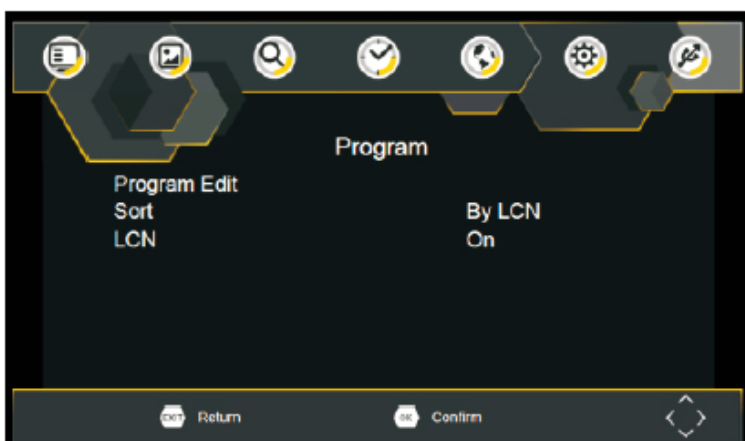 Program
Program Edit
Sort By LCN
LCN On
EXIT Return OK Confirm